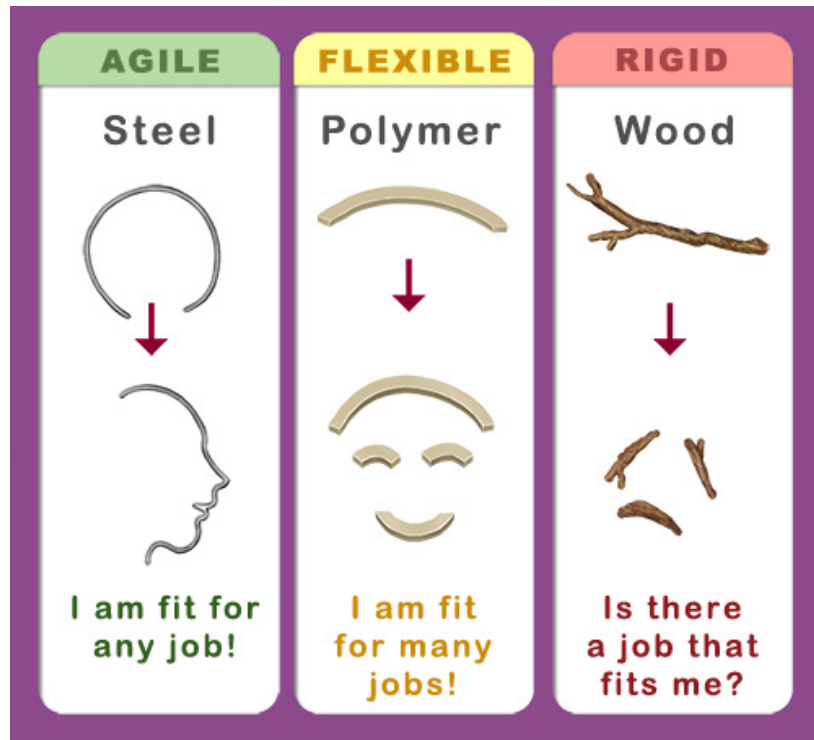 AGILE
Steel
I am fit for
any job!
FLEXIBLE
Polymer
I am fit
for many
jobs!
RIGID
Wood
Is there
a job that
fits me?